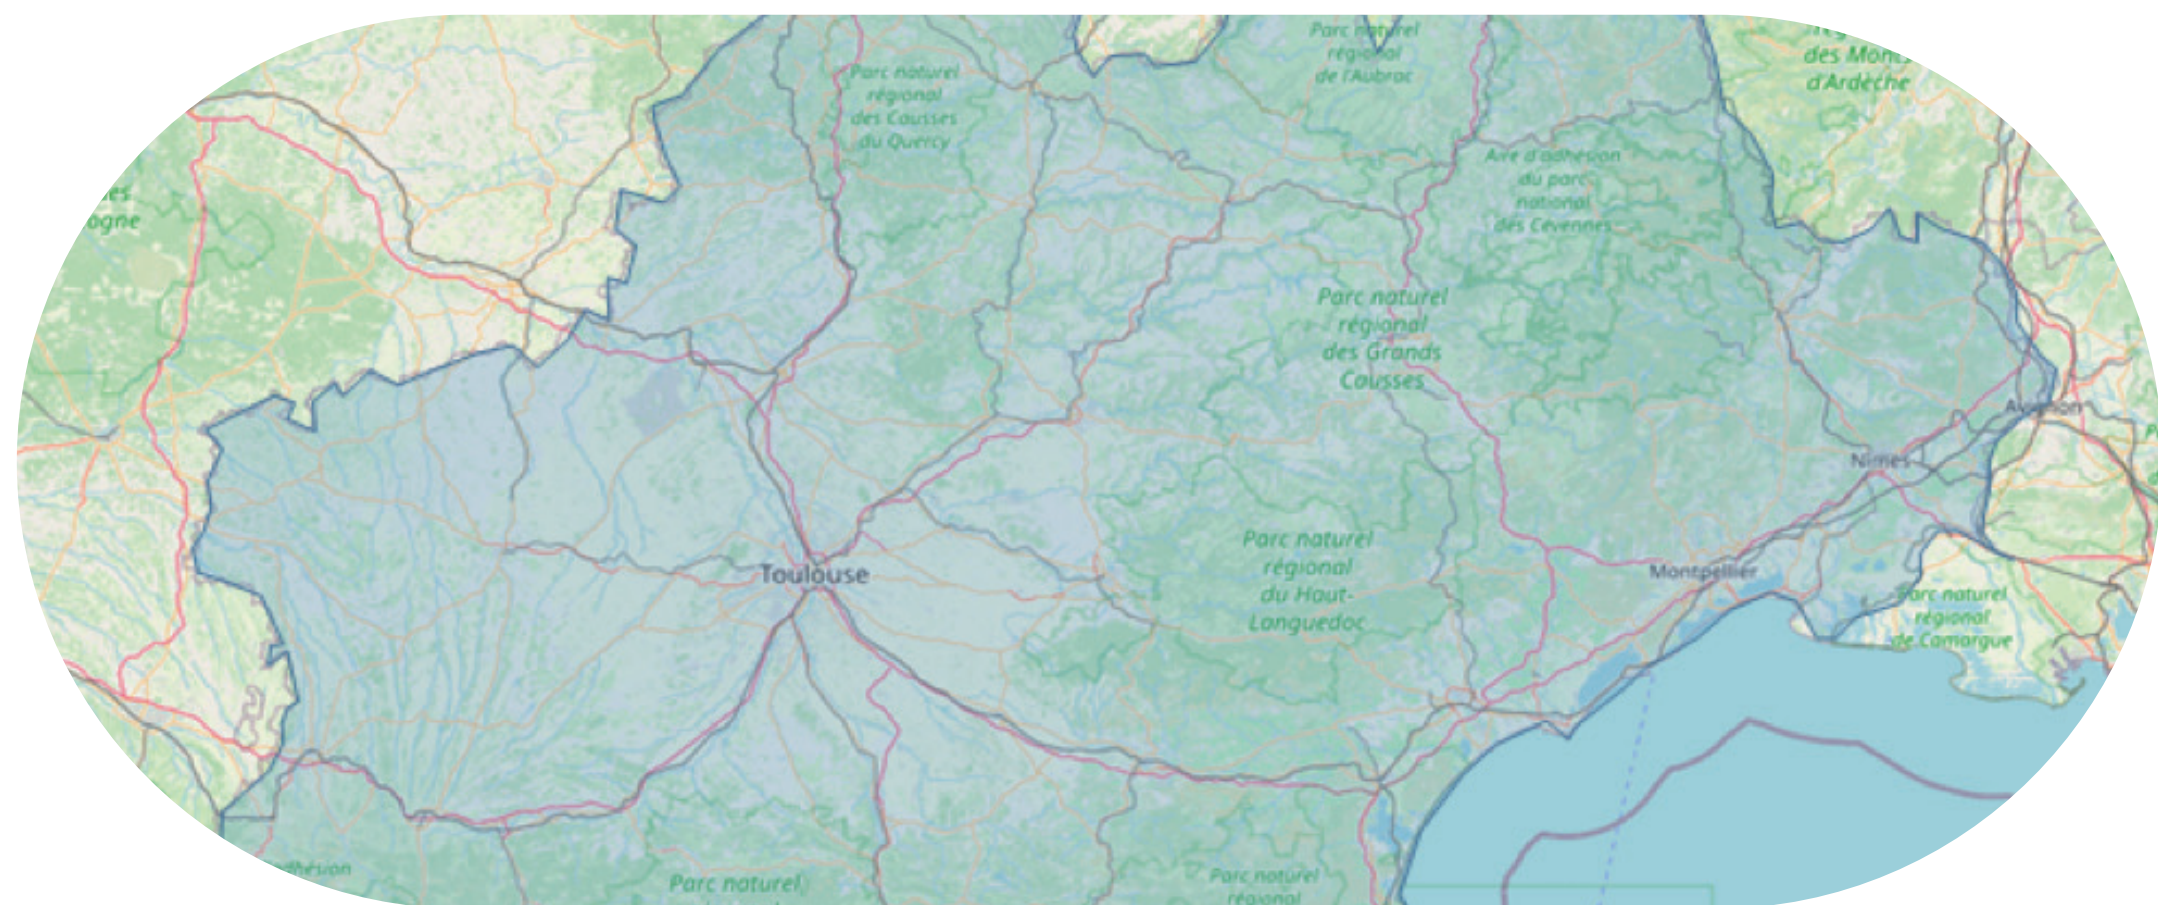 Parc naturel
régional
de l'Aubrac
des Monts
d'Ardèche
Parc naturel
régional
des Causses
du Quercy
Aire d'adhésion
du parc
national
des Cévennes
Parc naturel
régional
des Grands
Causses
Avignon
Nîmes
Parc naturel
régional
du Haut-
Languedoc
Toulouse
Montpellier
Parc naturel
régional
de Camargue
Parc naturel
Parc naturel
régional